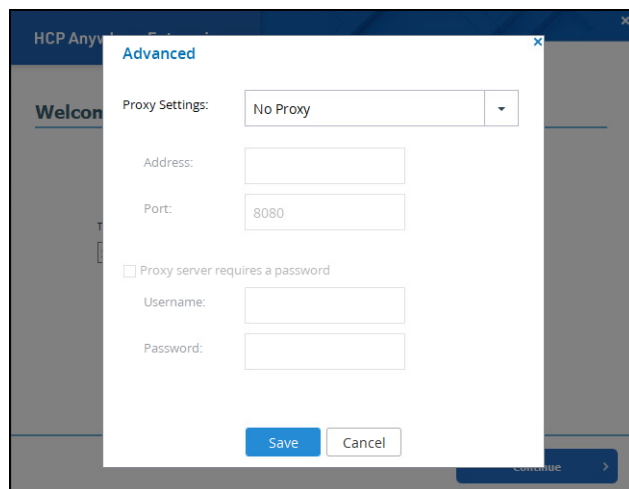 HCP Anyw
Advanced
Welcon
Proxy Settings: No Proxy
Address:
Port: 8080
Proxy server requires a password
Username:
Password:
Save Cancel
Continue